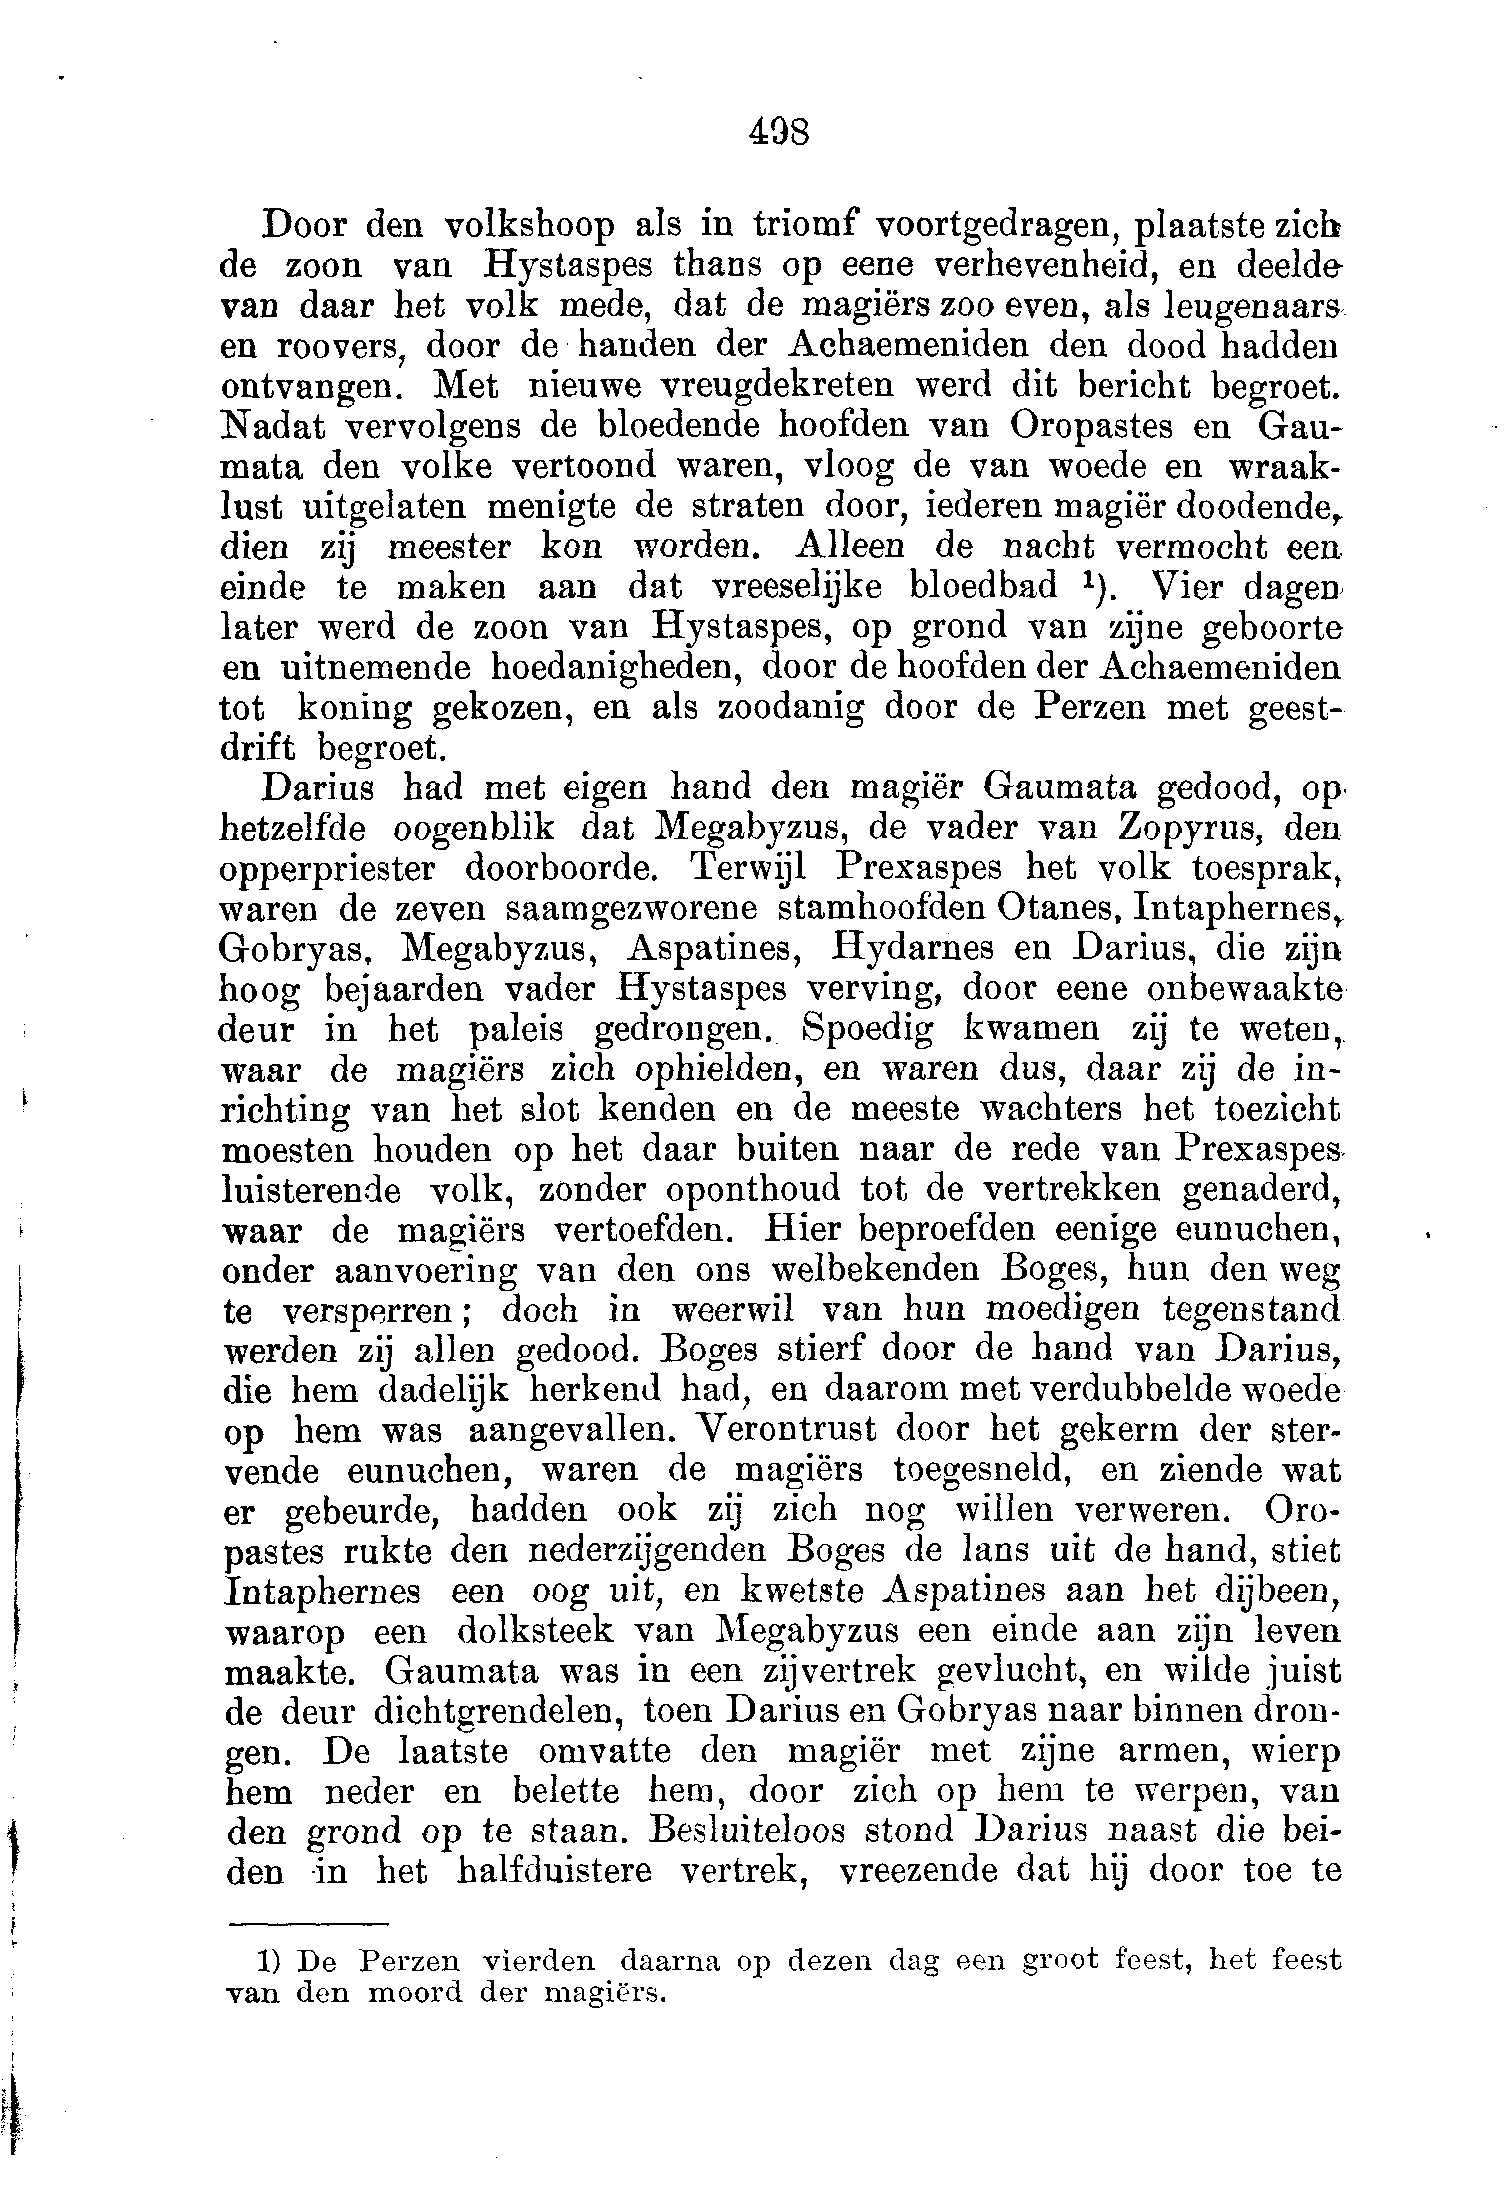 498
Door den volkshoop als in triomf voortgedragen, plaatste zich
de zoon van Hystaspes thans op eene verhevenheid, en deelde
van daar het volk mede, dat de magiërs zoo even, als leugenaars
en roovers, door de handen der Achaemeniden den dood hadden
ontvangen. Met nieuwe vreugdekreten werd dit bericht begroet.
Nadat vervolgens de bloedende hoofden van Oropastes en Gau-
mata den volke vertoond waren, vloog de van woede en wraak-
lust uitgelaten menigte de straten door, iederen magiër doodende,
dien zij meester kon worden. Alleen de nacht vermocht een
einde te maken aan dat vreeselijke bloedbad ¹). Vier dagen
later werd de zoon van Hystaspes, op grond van zijne geboorte
en uitnemende hoedanigheden, door de hoofden der Achaemeniden
tot koning gekozen, en als zoodanig door de Perzen met geest-
drift begroet.
Darius had met eigen hand den magiër Gaumata gedood, op
hetzelfde oogenblik dat Megabyzus, de vader van Zopyrus, den
opperpriester doorboorde. Terwijl Prexaspes het volk toesprak,
waren de zeven saamgezworene stamhoofden Otanes, Intaphernes,
Gobryas, Megabyzus, Aspatines, Hydarnes en Darius, die zijn
hoog bejaarden vader Hystaspes verving, door eene onbewaakte
deur in het paleis gedrongen. Spoedig kwamen zij te weten,
waar de magiërs zich ophielden, en waren dus, daar zij de in-
richting van het slot kenden en de meeste wachters het toezicht
moesten houden op het daar buiten naar de rede van Prexaspes
luisterende volk, zonder oponthoud tot de vertrekken genaderd,
waar de magiërs vertoefden. Hier beproefden eenige eunuchen,
onder aanvoering van den ons welbekenden Boges, hun den weg
te versperren; doch in weerwil van hun moedigen tegenstand
werden zij allen gedood. Boges stierf door de hand van Darius,
die hem dadelijk herkend had, en daarom met verdubbelde woede
op hem was aangevallen. Verontrust door het gekerm der ster-
vende eunuchen, waren de magiërs toegesneld, en ziende wat
er gebeurde, hadden ook zij zich nog willen verweren. Oro-
pastes rukte den nederzijgenden Boges de lans uit de hand, stiet
Intaphernes een oog uit, en kwetste Aspatines aan het dijbeen,
waarop een dolksteek van Megabyzus een einde aan zijn leven
maakte. Gaumata was in een zijvertrek gevlucht, en wilde juist
de deur dichtgrendelen, toen Darius en Gobryas naar binnen dron-
gen. De laatste omvatte den magiër met zijne armen, wierp
hem neder en belette hem, door zich op hem te werpen, van
den grond op te staan. Besluiteloos stond Darius naast die bei-
den in het halfduistere vertrek, vreezende dat hij door toe te
1) De Perzen vierden daarna op dezen dag een groot feest, het feest
van den moord der magiërs.